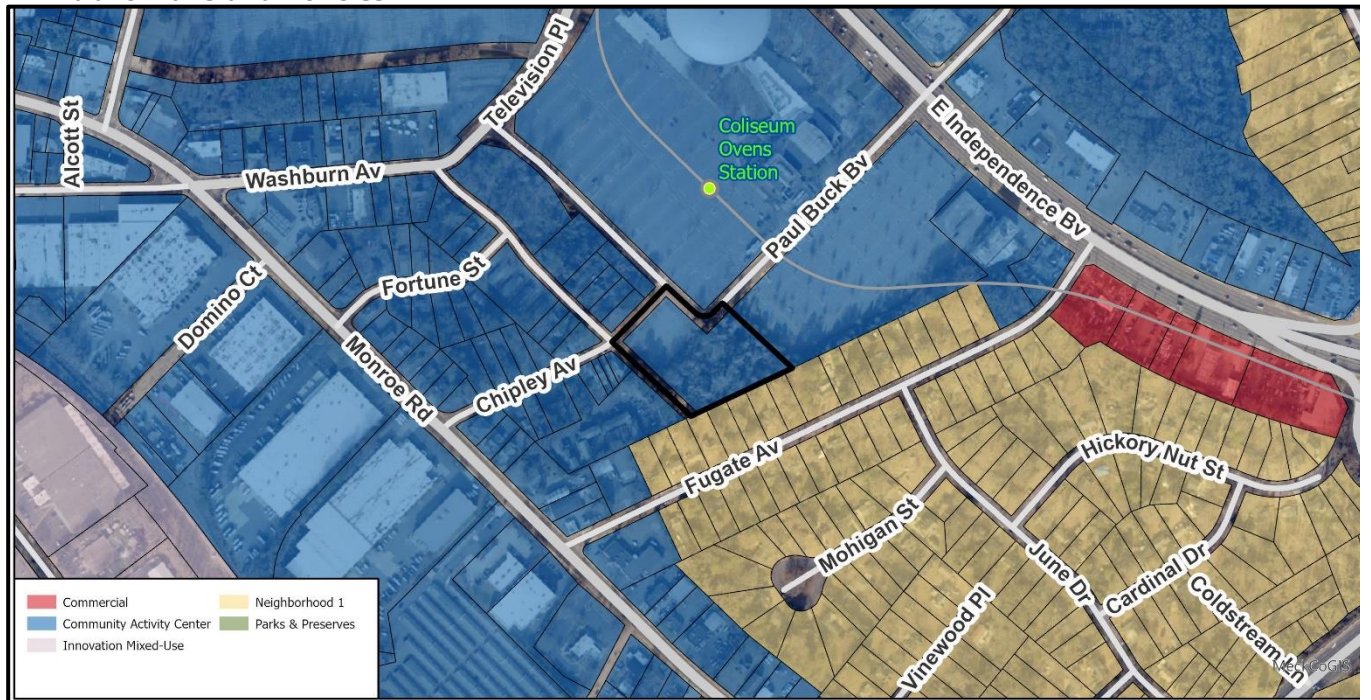 Alcott St
Television Pl
Washburn Av
Coliseum
Ovens
Station
E Independence Bv
Paul Buck Bv
Fortune St
Domino Ct
Monroe Rd
Chipley Av
Fugate Av
Hickory Nut St
Mohigan St
June Dr
Cardinal Dr
Coldstream Ln
Vinewood Pl
Commercial
Neighborhood 1
Community Activity Center
Parks & Preserves
Innovation Mixed-Use
MeckCoGIS